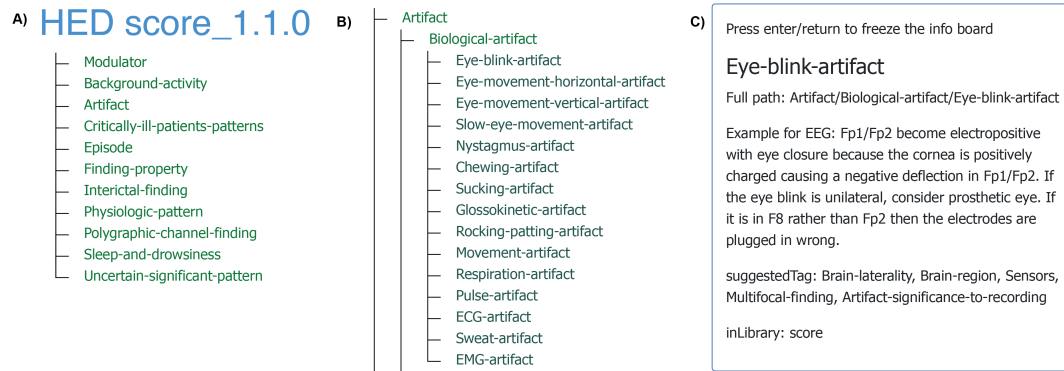 A)
HED score_1.1.0
Modulator
Background-activity
Artifact
Critically-ill-patients-patterns
Episode
Finding-property
Interictal-finding
Physiologic-pattern
Polygraphic-channel-finding
Sleep-and-drowsiness
Uncertain-significant-pattern
B)
Artifact
Biological-artifact
Eye-blink-artifact
Eye-movement-horizontal-artifact
Eye-movement-vertical-artifact
Slow-eye-movement-artifact
Nystagmus-artifact
Chewing-artifact
Sucking-artifact
Glossokinetic-artifact
Rocking-patting-artifact
Movement-artifact
Respiration-artifact
Pulse-artifact
ECG-artifact
Sweat-artifact
EMG-artifact
C)
Press enter/return to freeze the info board
Eye-blink-artifact
Full path: Artifact/Biological-artifact/Eye-blink-artifact
Example for EEG: Fp1/Fp2 become electropositive
with eye closure because the cornea is positively
charged causing a negative deflection in Fp1/Fp2. If
the eye blink is unilateral, consider prosthetic eye. If
it is in F8 rather than Fp2 then the electrodes are
plugged in wrong.
suggestedTag: Brain-laterality, Brain-region, Sensors,
Multifocal-finding, Artifact-significance-to-recording
inLibrary: score